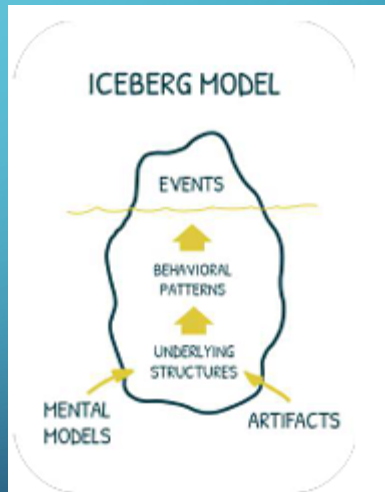 ICEBERG MODEL
EVENTS
BEHAVIORAL
PATTERNS
UNDERLYING
STRUCTURES
MENTAL
MODELS
ARTIFACTS